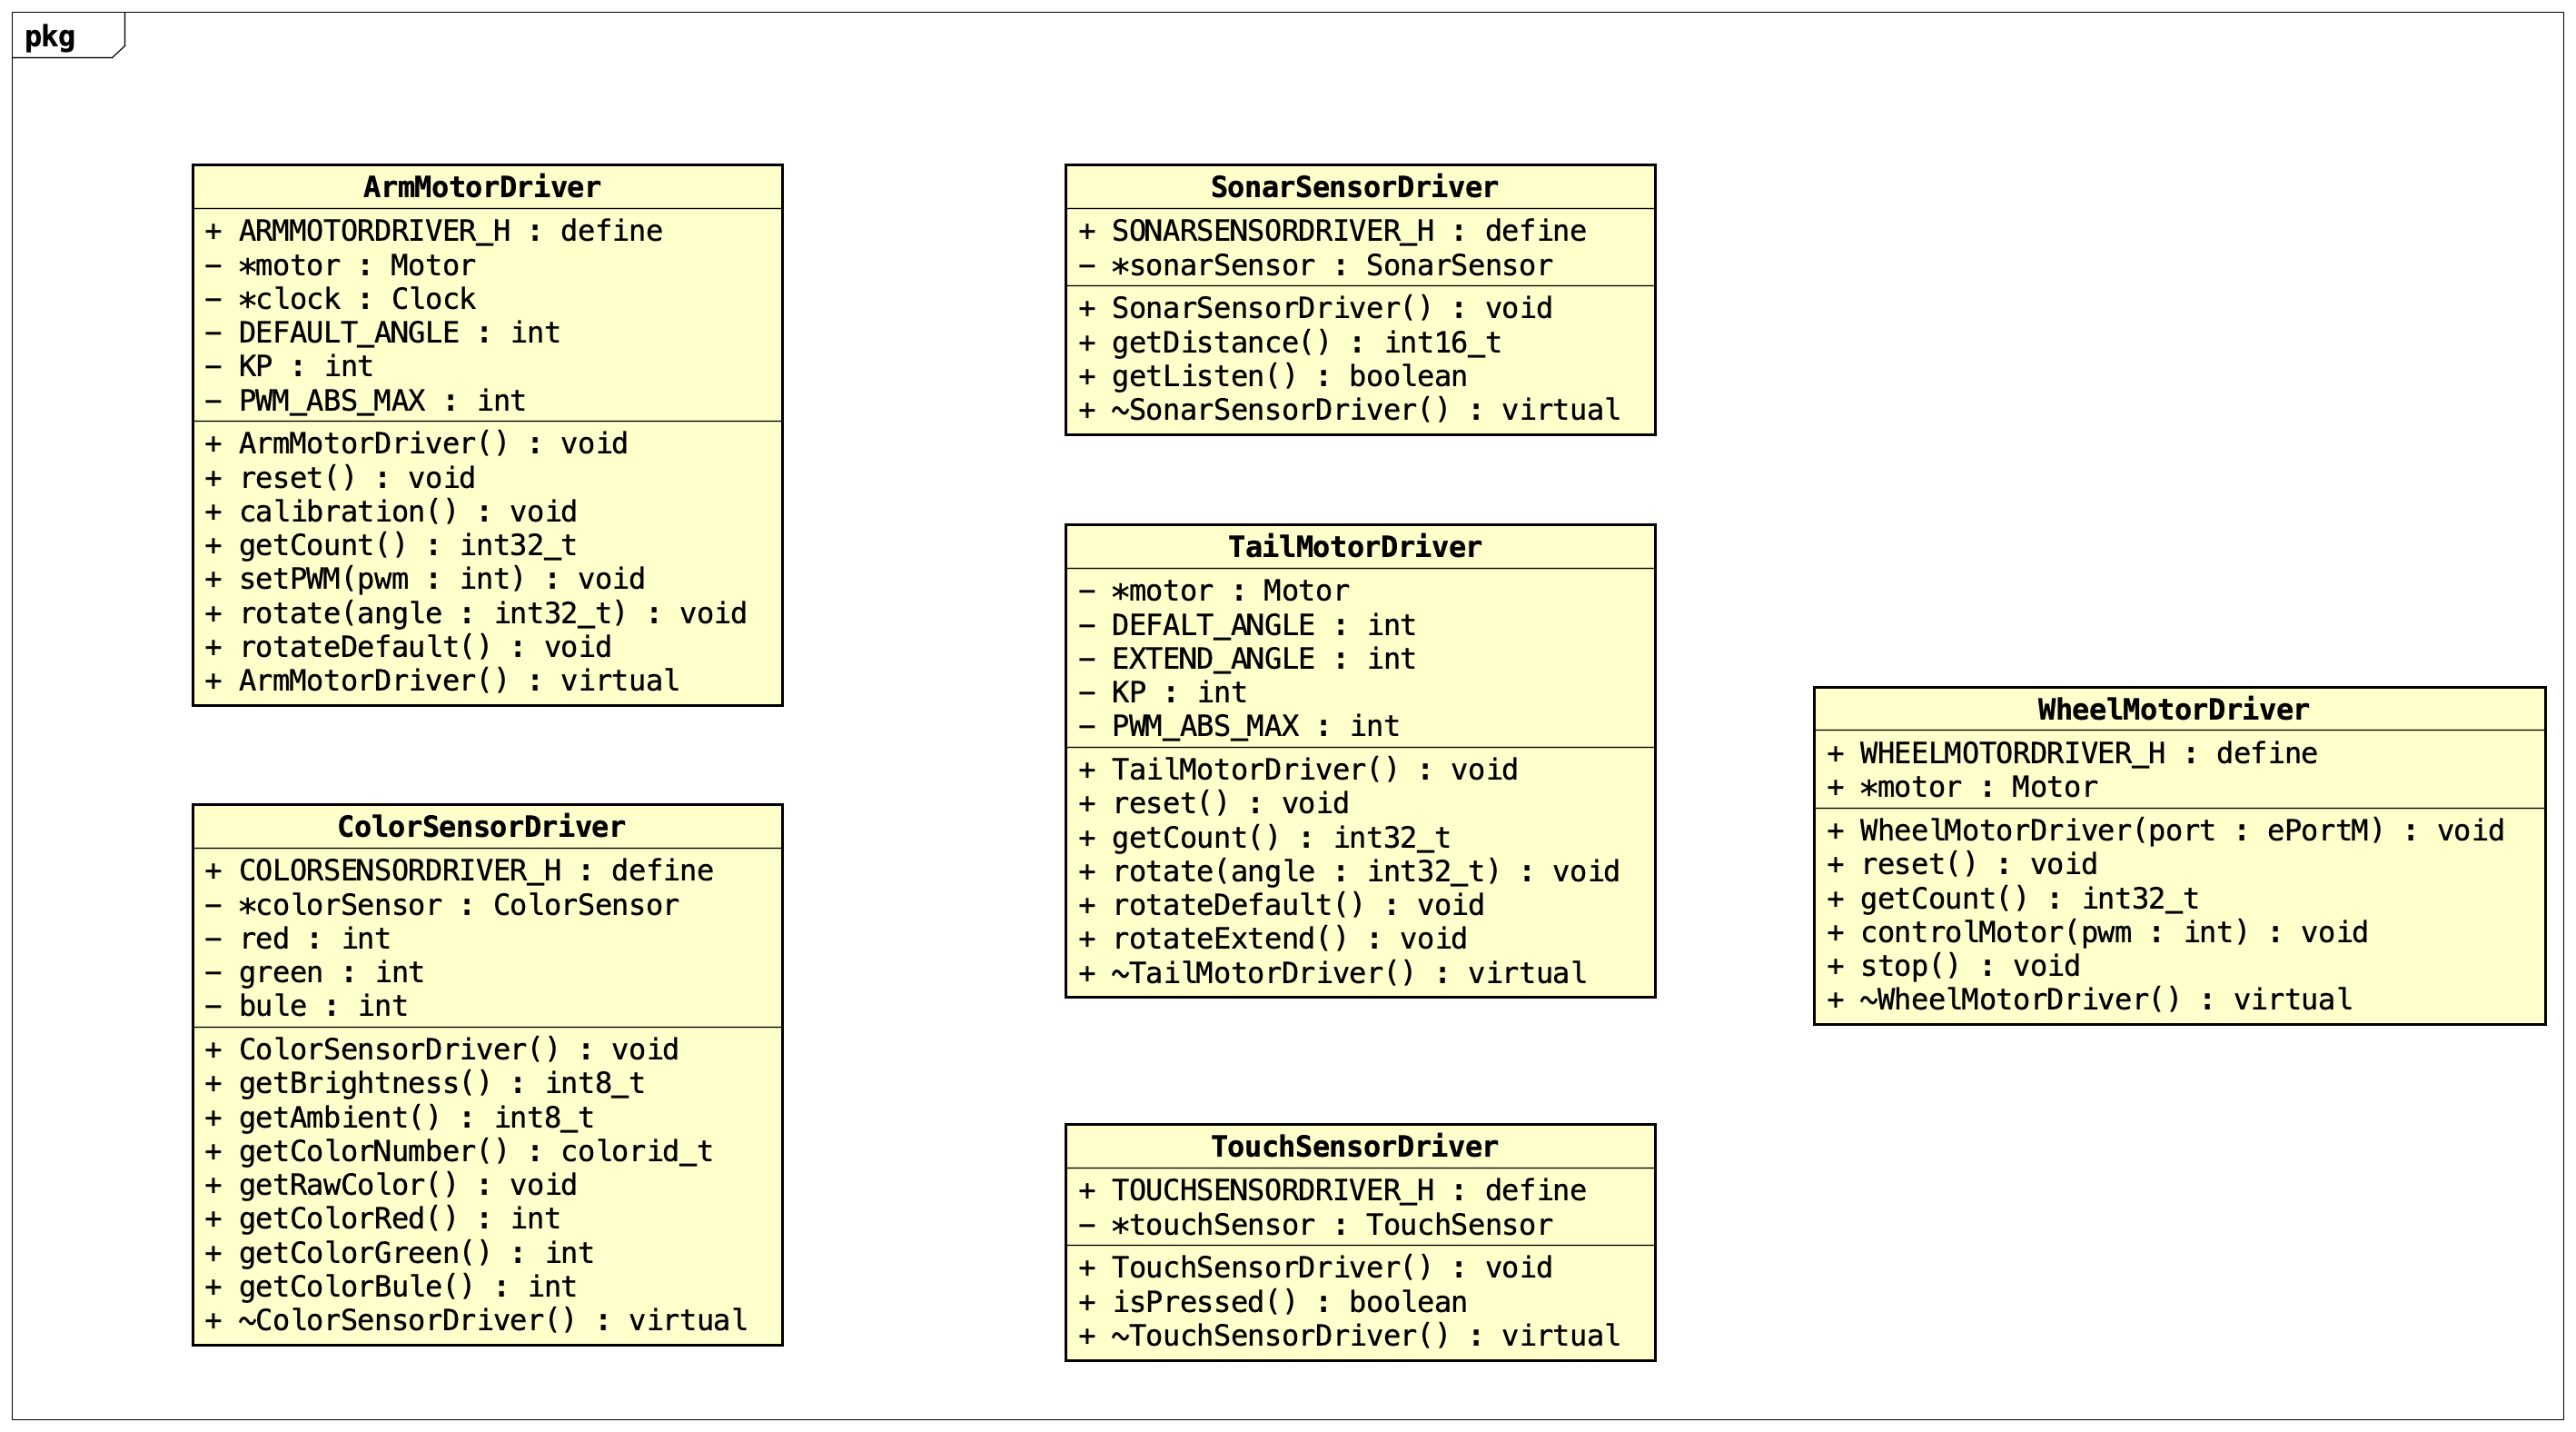 pkg
ArmMotorDriver
+ ARMMOTORDRIVER_H : define
− *motor : Motor
− *clock : Clock
− DEFAULT_ANGLE : int
− KP : int
− PWM_ABS_MAX : int
+ ArmMotorDriver() : void
+ reset() : void
+ calibration() : void
+ getCount() : int32_t
+ setPWM(pwm : int) : void
+ rotate(angle : int32_t) : void
+ rotateDefault() : void
+ ArmMotorDriver() : virtual
ColorSensorDriver
+ COLORSENSORDRIVER_H : define
− *colorSensor : ColorSensor
− red : int
− green : int
− bule : int
+ ColorSensorDriver() : void
+ getBrightness() : int8_t
+ getAmbient() : int8_t
+ getColorNumber() : colorid_t
+ getRawColor() : void
+ getColorRed() : int
+ getColorGreen() : int
+ getColorBule() : int
+ ~ColorSensorDriver() : virtual
SonarSensorDriver
+ SONARSENSORDRIVER_H : define
− *sonarSensor : SonarSensor
+ SonarSensorDriver() : void
+ getDistance() : int16_t
+ getListen() : boolean
+ ~SonarSensorDriver() : virtual
TailMotorDriver
− *motor : Motor
− DEFALT_ANGLE : int
− EXTEND_ANGLE : int
− KP : int
− PWM_ABS_MAX : int
+ TailMotorDriver() : void
+ reset() : void
+ getCount() : int32_t
+ rotate(angle : int32_t) : void
+ rotateDefault() : void
+ rotateExtend() : void
+ ~TailMotorDriver() : virtual
TouchSensorDriver
+ TOUCHSENSORDRIVER_H : define
− *touchSensor : TouchSensor
+ TouchSensorDriver() : void
+ isPressed() : boolean
+ ~TouchSensorDriver() : virtual
WheelMotorDriver
+ WHEELMOTORDRIVER_H : define
+ *motor : Motor
+ WheelMotorDriver(port : ePortM) : void
+ reset() : void
+ getCount() : int32_t
+ controlMotor(pwm : int) : void
+ stop() : void
+ ~WheelMotorDriver() : virtual